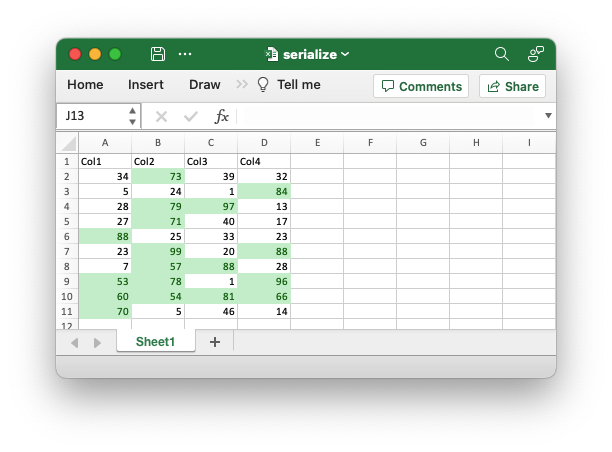 serialize
Home Insert Draw Tell me Comments Share
J13 fx
A B C D E F G H I
1 Col1 Col2 Col3 Col4
2 34 73 39 32
3 5 24 1 84
4 28 79 97 13
5 27 71 40 17
6 88 25 33 23
7 23 99 20 88
8 7 57 88 28
9 53 78 1 96
10 60 54 81 66
11 70 5 46 14
12
Sheet1 +